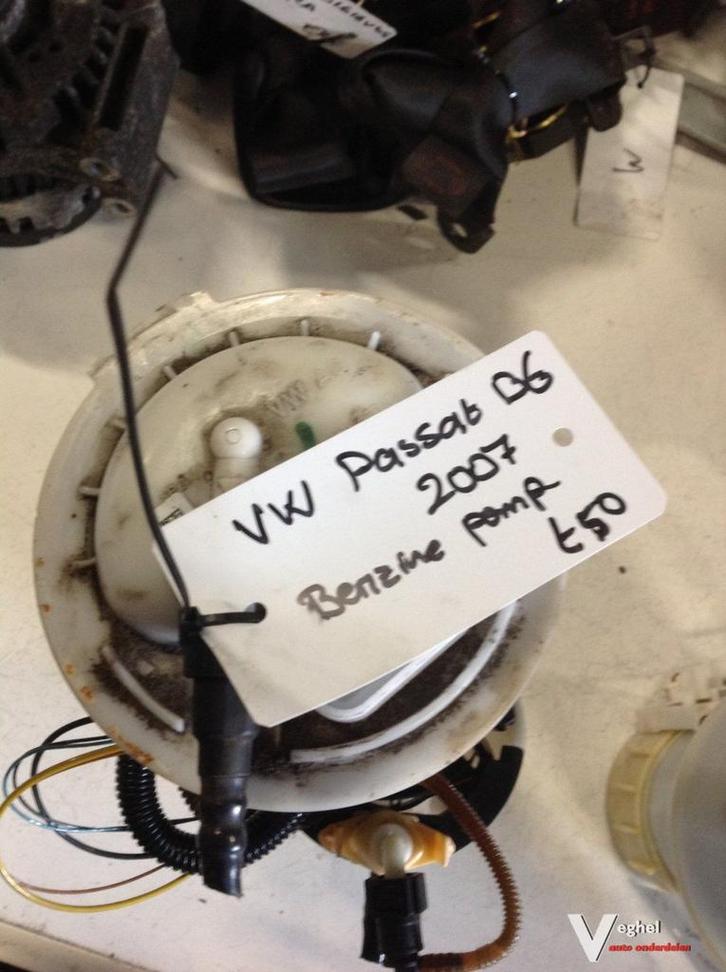 W
VW Passat B6
2007
Benzine pomp
€50
Veghel
auto onderdelen